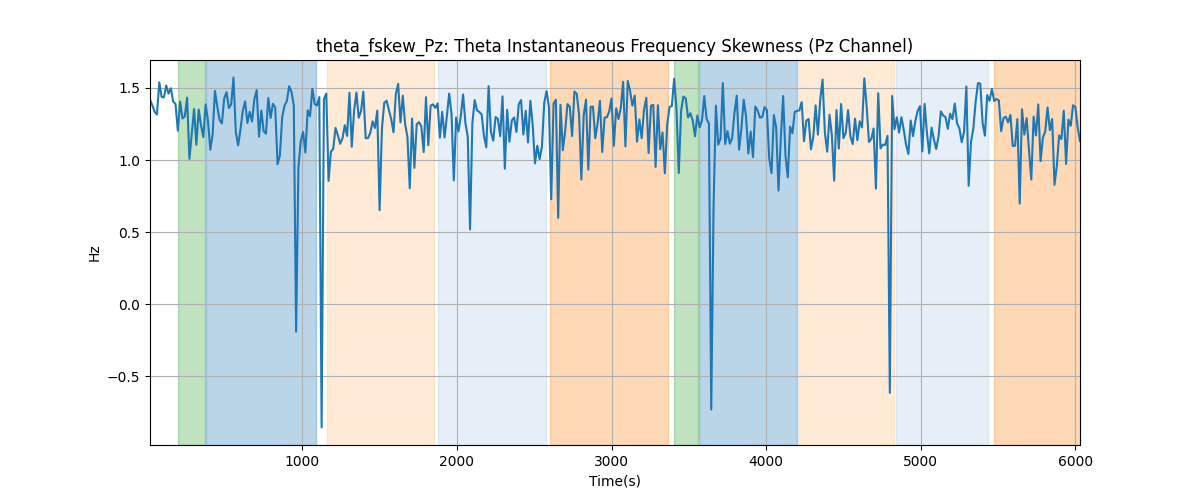 theta_fskew_Pz: Theta Instantaneous Frequency Skewness (Pz Channel)
1.5
1.0
0.5
0.0
−0.5
Hz
1000 2000 3000 4000 5000 6000
Time(s)